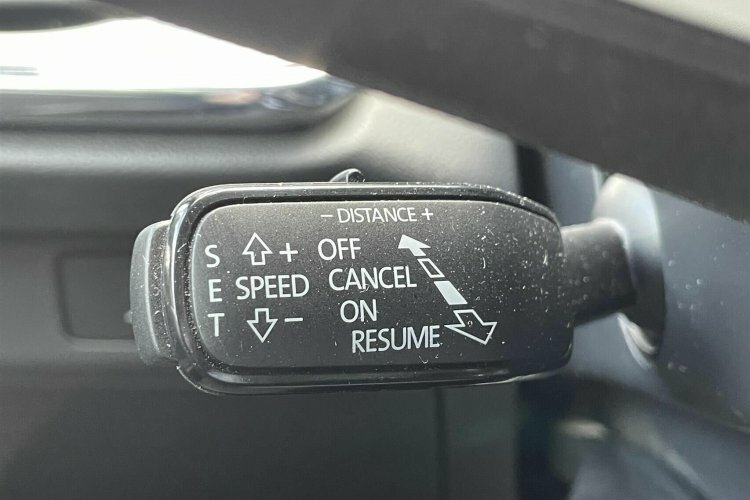 − DISTANCE +
S + OFF
E SPEED CANCEL
T − ON
RESUME